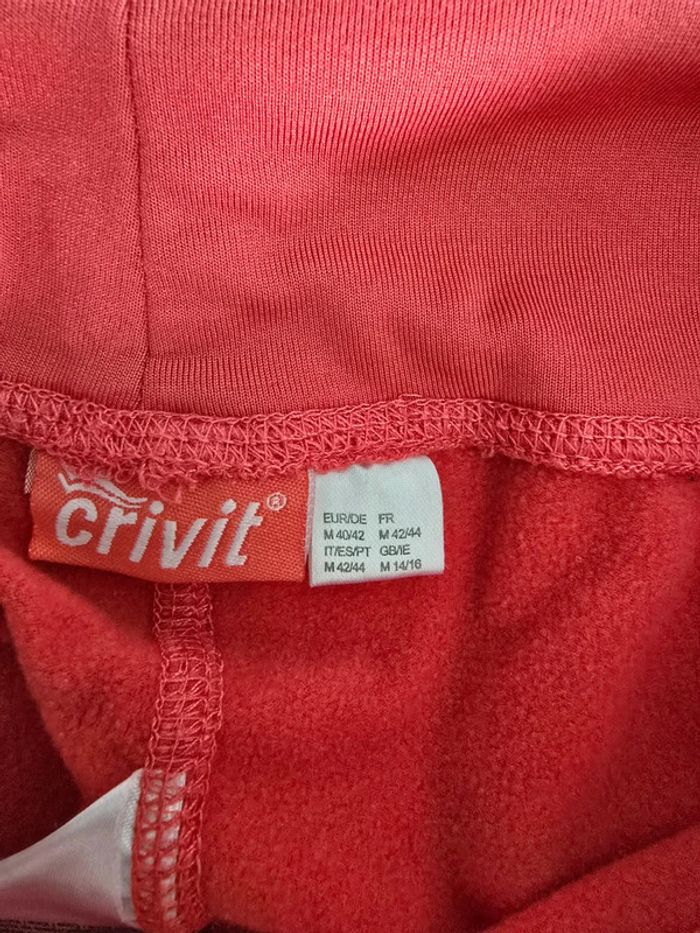 crivit®
EUR/DE FR
M 40/42 M 42/44
IT/ES/PT GB/IE
M 42/44 M 14/16